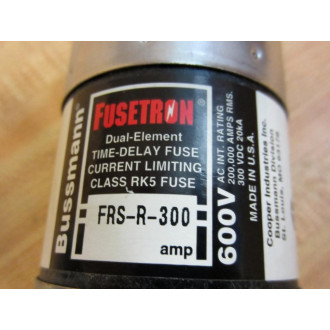 Bussmann®
FUSETRON®
Dual-Element
TIME-DELAY FUSE
CURRENT LIMITING
CLASS RK5 FUSE
FRS-R-300
amp
600V
AC INT. RATING
200,000 AMPS RMS.
300 VDC 20kA
MADE IN U.S.A.
Cooper Industries Inc.
Bussmann Division
St. Louis, MO 63178